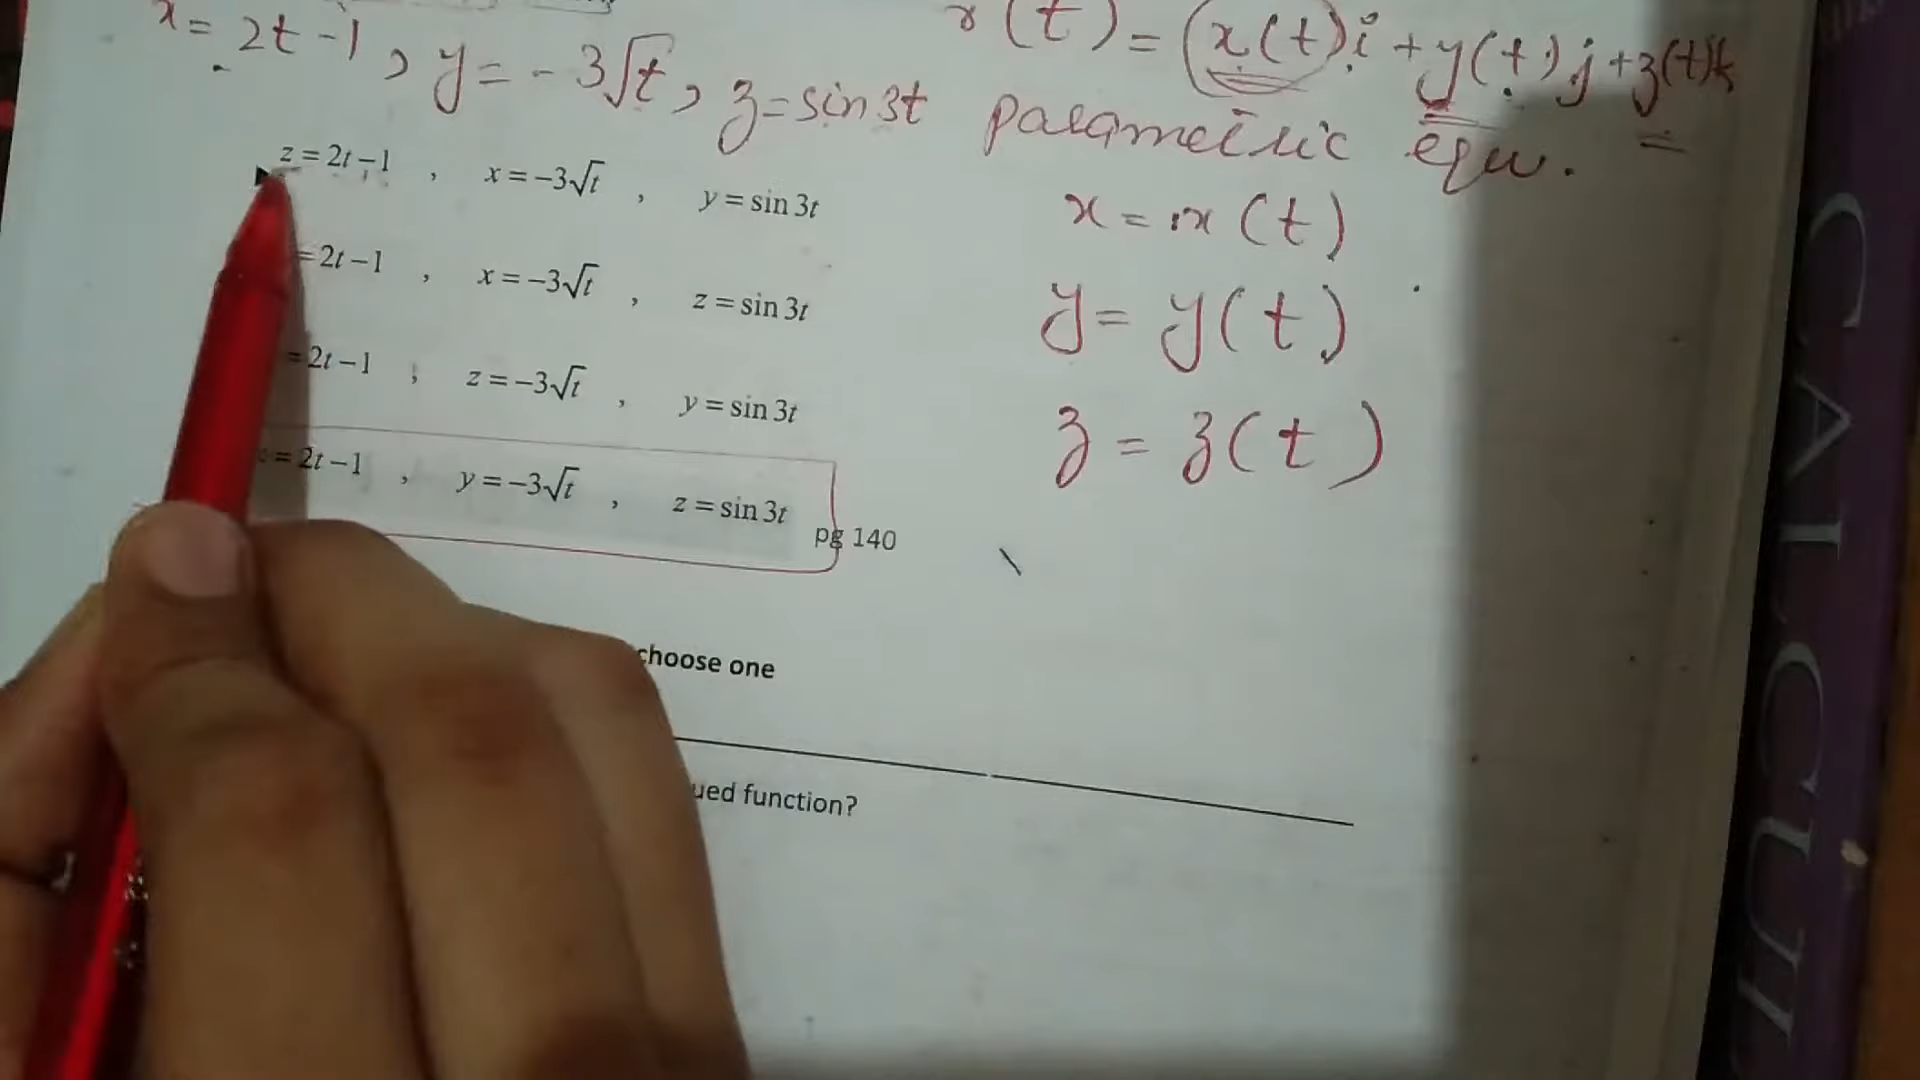 x = 2t - 1 , y = - 3√t , z = sin 3t
r(t) = (x(t)i + y(t)j + z(t)k
parametric equ.
z = 2t − 1 , x = −3√t , y = sin 3t
= 2t − 1 , x = −3√t , z = sin 3t
= 2t − 1 , z = −3√t , y = sin 3t
= 2t − 1 , y = −3√t , z = sin 3t
pg 140
x = x(t)
y = y(t)
z = z(t)
choose one
ued function?
CALCU